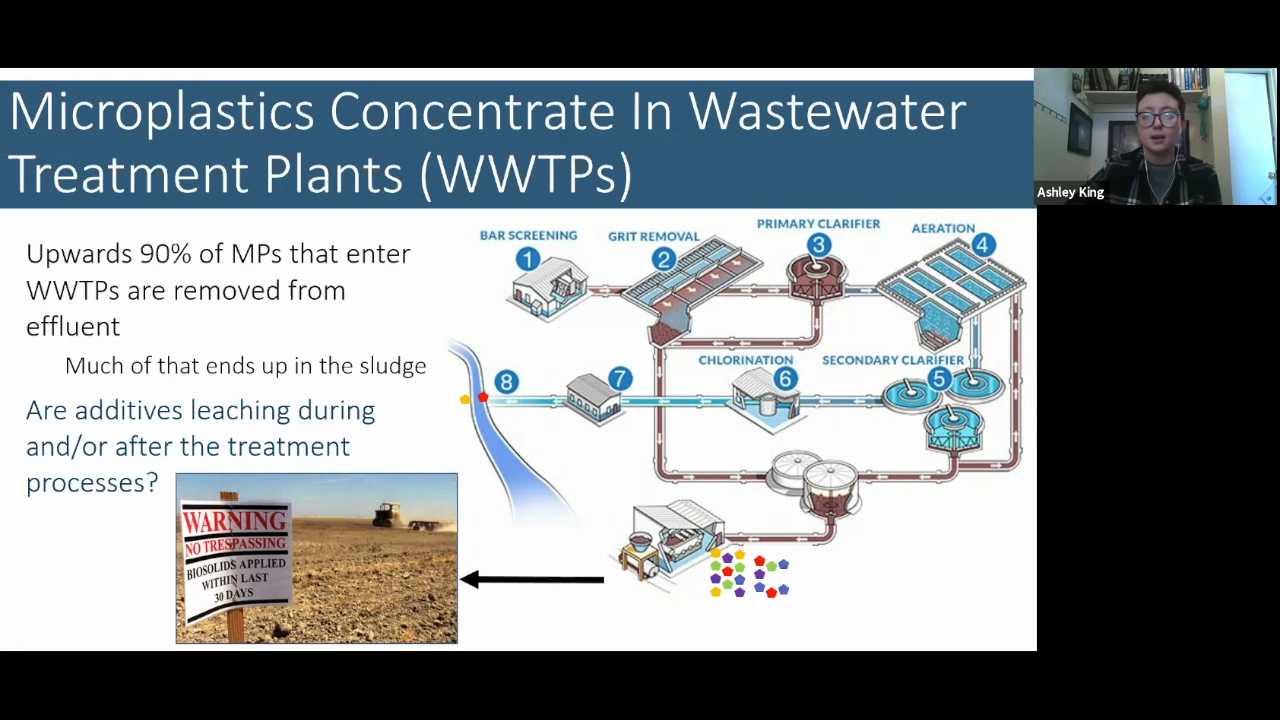 Microplastics Concentrate In Wastewater
Treatment Plants (WWTPs)
Ashley King
Upwards 90% of MPs that enter
WWTPs are removed from
effluent
Much of that ends up in the sludge
Are additives leaching during
and/or after the treatment
processes?
BAR SCREENING
1
GRIT REMOVAL
2
PRIMARY CLARIFIER
3
AERATION
4
SECONDARY CLARIFIER
5
CHLORINATION
6
7
8
WARNING
NO TRESPASSING
BIOSOLIDS APPLIED
WITHIN LAST
30 DAYS